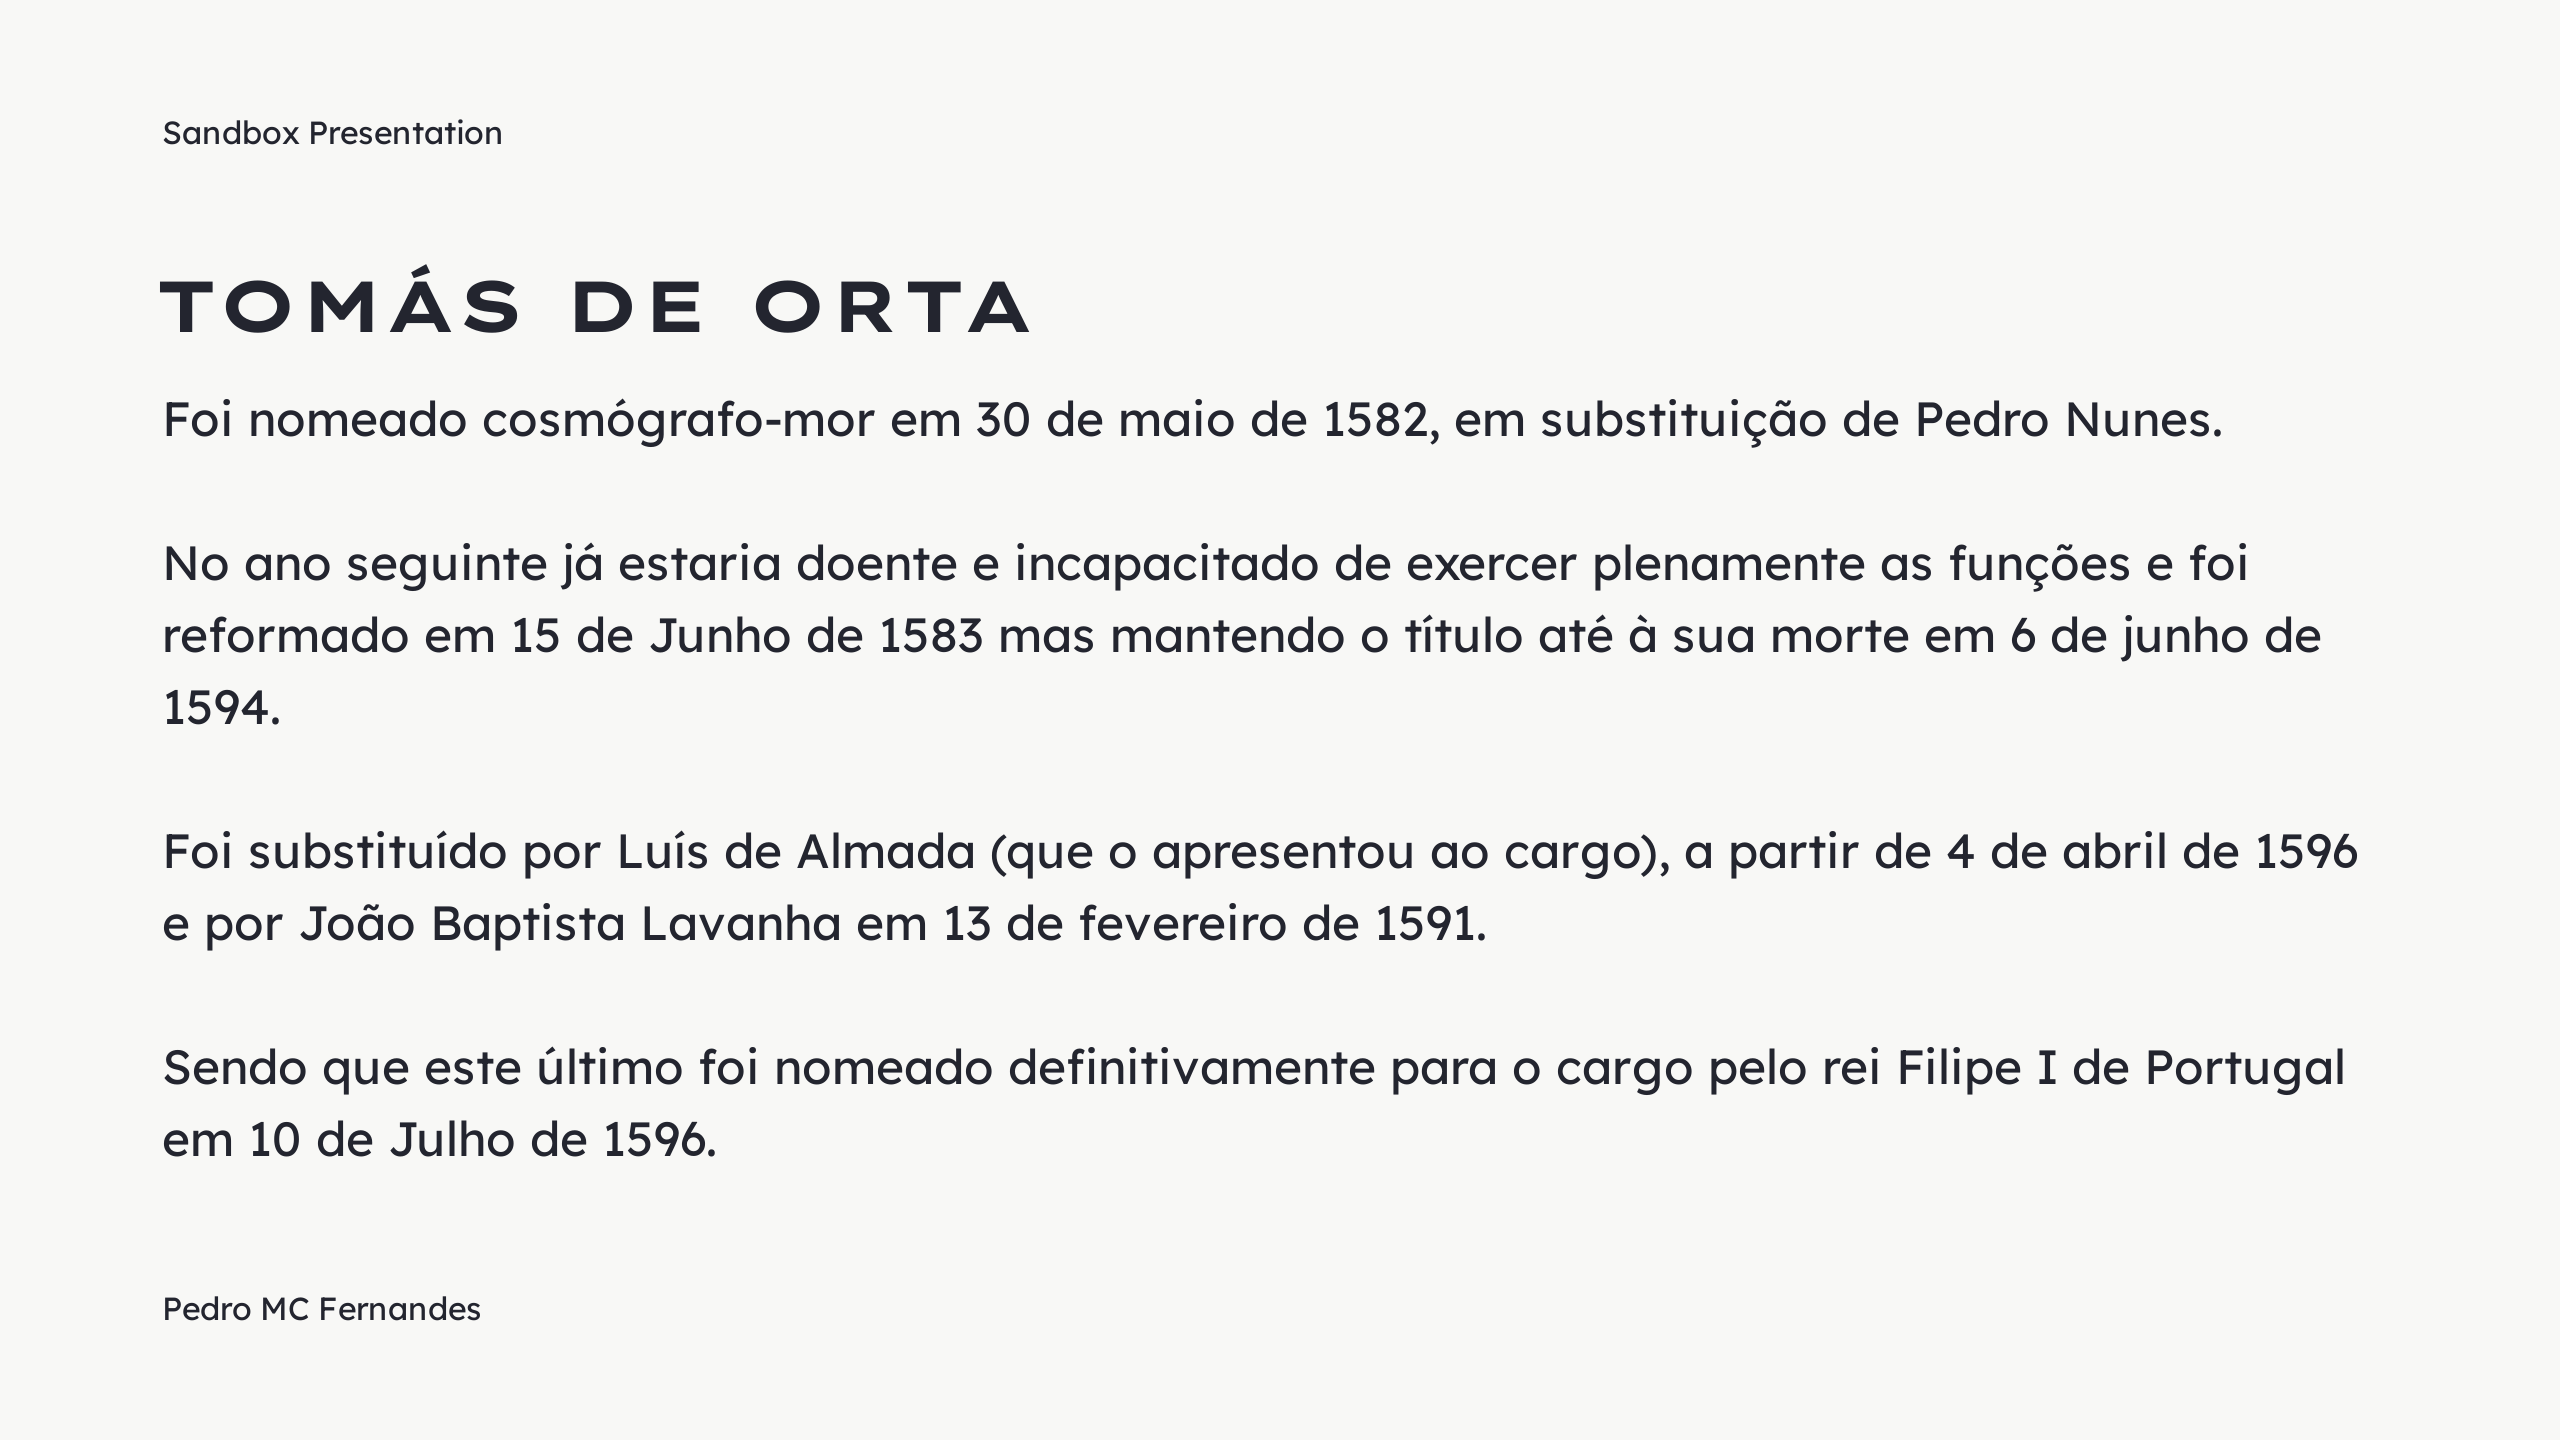 Sandbox Presentation
TOMÁS DE ORTA
Foi nomeado cosmógrafo-mor em 30 de maio de 1582, em substituição de Pedro Nunes.
No ano seguinte já estaria doente e incapacitado de exercer plenamente as funções e foi
reformado em 15 de Junho de 1583 mas mantendo o título até à sua morte em 6 de junho de
1594.
Foi substituído por Luís de Almada (que o apresentou ao cargo), a partir de 4 de abril de 1596
e por João Baptista Lavanha em 13 de fevereiro de 1591.
Sendo que este último foi nomeado definitivamente para o cargo pelo rei Filipe I de Portugal
em 10 de Julho de 1596.
Pedro MC Fernandes